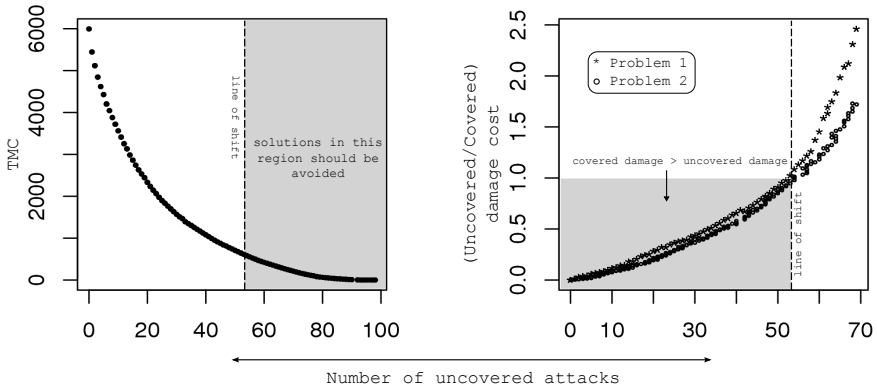 TMC
6000
4000
2000
0
line of shift
solutions in this
region should be
avoided
0 20 40 60 80 100
(Uncovered/Covered)
damage cost
2.5
2.0
1.5
1.0
0.5
0.0
* Problem 1
o Problem 2
covered damage > uncovered damage
line of shift
0 10 30 50 70
Number of uncovered attacks